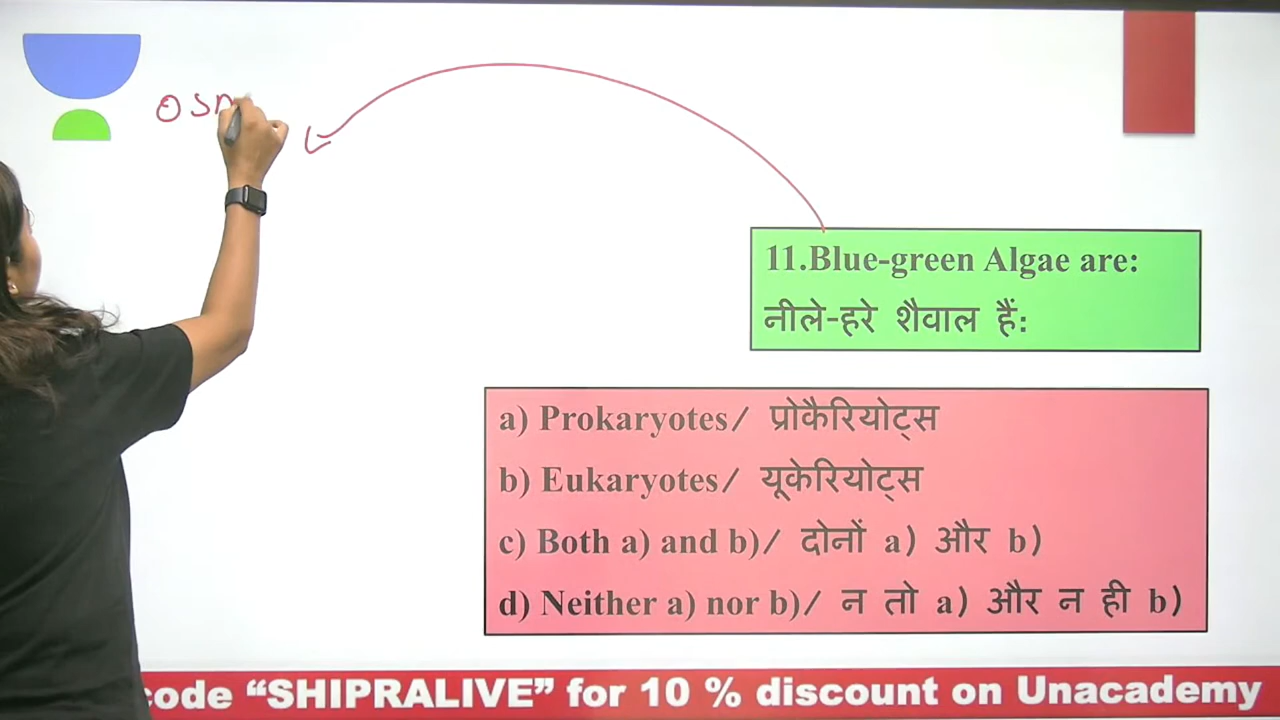 11.Blue-green Algae are:
नीले-हरे शैवाल हैं:
a) Prokaryotes/ प्रोकैरियोट्स
b) Eukaryotes/ यूकेरियोट्स
c) Both a) and b)/ दोनों a) और b)
d) Neither a) nor b)/ न तो a) और न ही b)
code “SHIPRALIVE” for 10 % discount on Unacademy